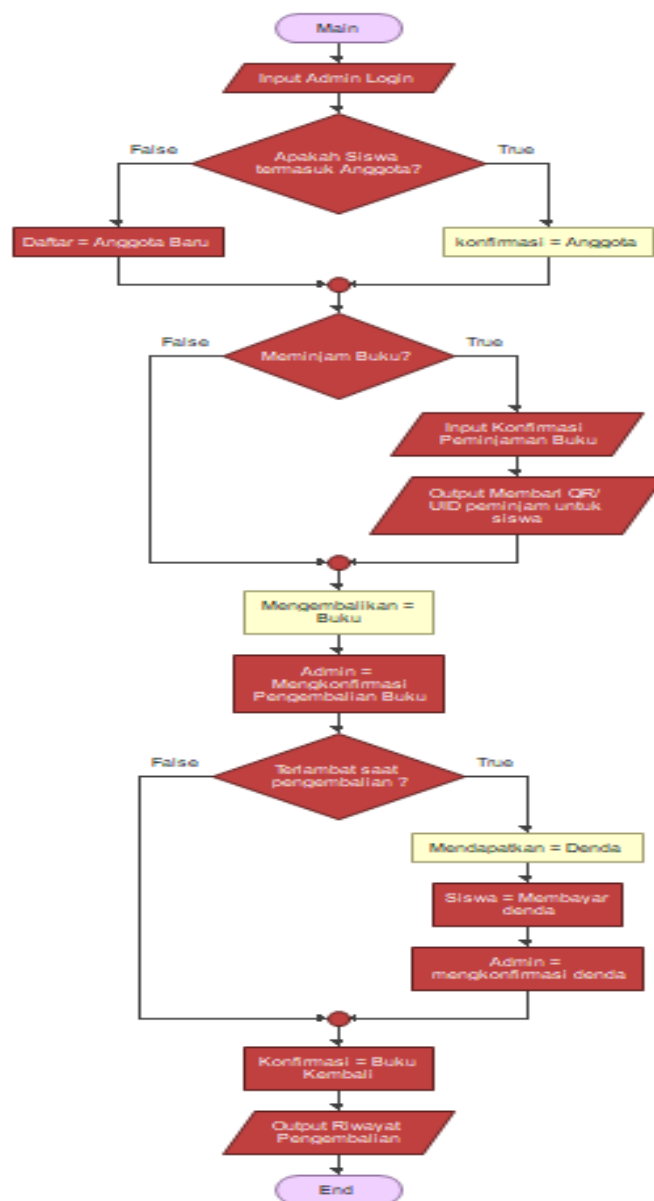 Main
Input Admin Login
Apakah Siswa
termasuk Anggota?
False
True
Daftar = Anggota Baru
konfirmasi = Anggota
Meminjam Buku?
False
True
Input Konfirmasi
Peminjaman Buku
Output Membari QR/
UID peminjam untuk
siswa
Mengembalikan =
Buku
Admin =
Mengkonfirmasi
Pengembalian Buku
Terlambat saat
pengembalian ?
False
True
Mendapatkan = Denda
Siswa = Membayar
denda
Admin =
mengkonfirmasi denda
Konfirmasi = Buku
Kembali
Output Riwayat
Pengembalian
End